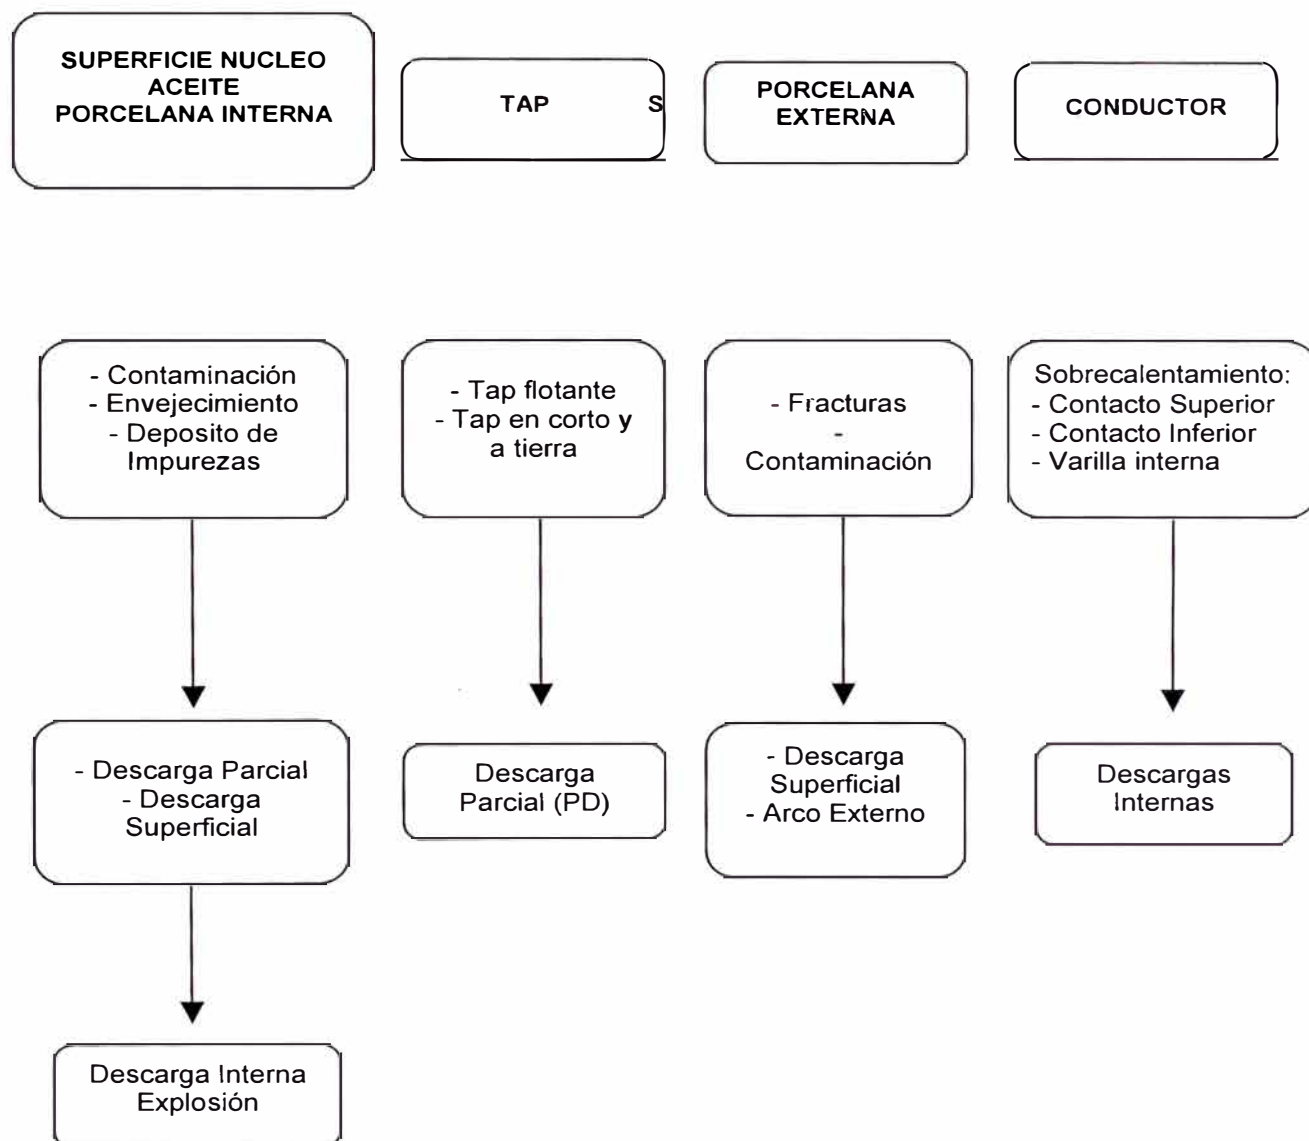 SUPERFICIE NUCLEO
ACEITE
PORCELANA INTERNA
TAP S
PORCELANA
EXTERNA
CONDUCTOR
- Contaminación
- Envejecimiento
- Deposito de
Impurezas
- Tap flotante
- Tap en corto y
a tierra
- Fracturas
-
Contaminación
Sobrecalentamiento:
- Contacto Superior
- Contacto Inferior
- Varilla interna
- Descarga Parcial
- Descarga
Superficial
Descarga
Parcial (PD)
- Descarga
Superficial
- Arco Externo
Descargas
Internas
Descarga Interna
Explosión